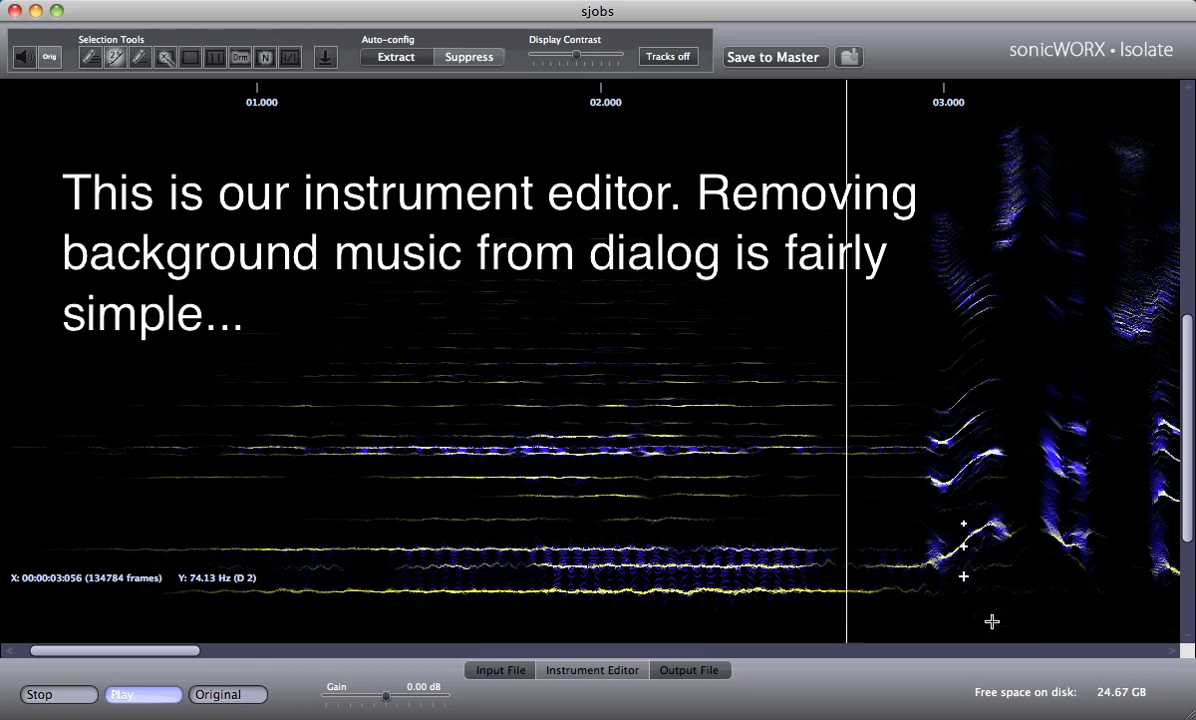 sjobs
Selection Tools
Auto-config
Display Contrast
Orig
Drm
N
Extract
Suppress
Tracks off
Save to Master
sonicWORX • Isolate
01.000
02.000
03.000
This is our instrument editor. Removing
background music from dialog is fairly
simple...
X: 00:00:03:056 (134784 frames)
Y: 74.13 Hz (D 2)
Input File
Instrument Editor
Output File
Stop
Play
Original
Gain
0.00 dB
Free space on disk:
24.67 GB